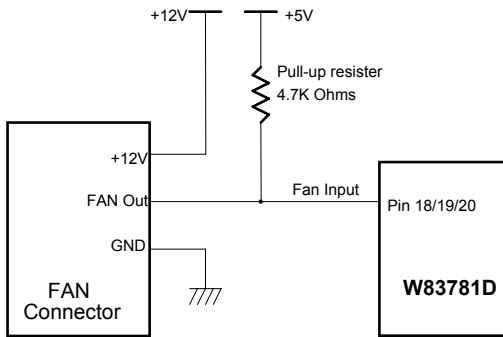 +12V
+5V
Pull-up resister
4.7K Ohms
+12V
FAN Out
Fan Input
Pin 18/19/20
GND
W83781D
FAN
Connector